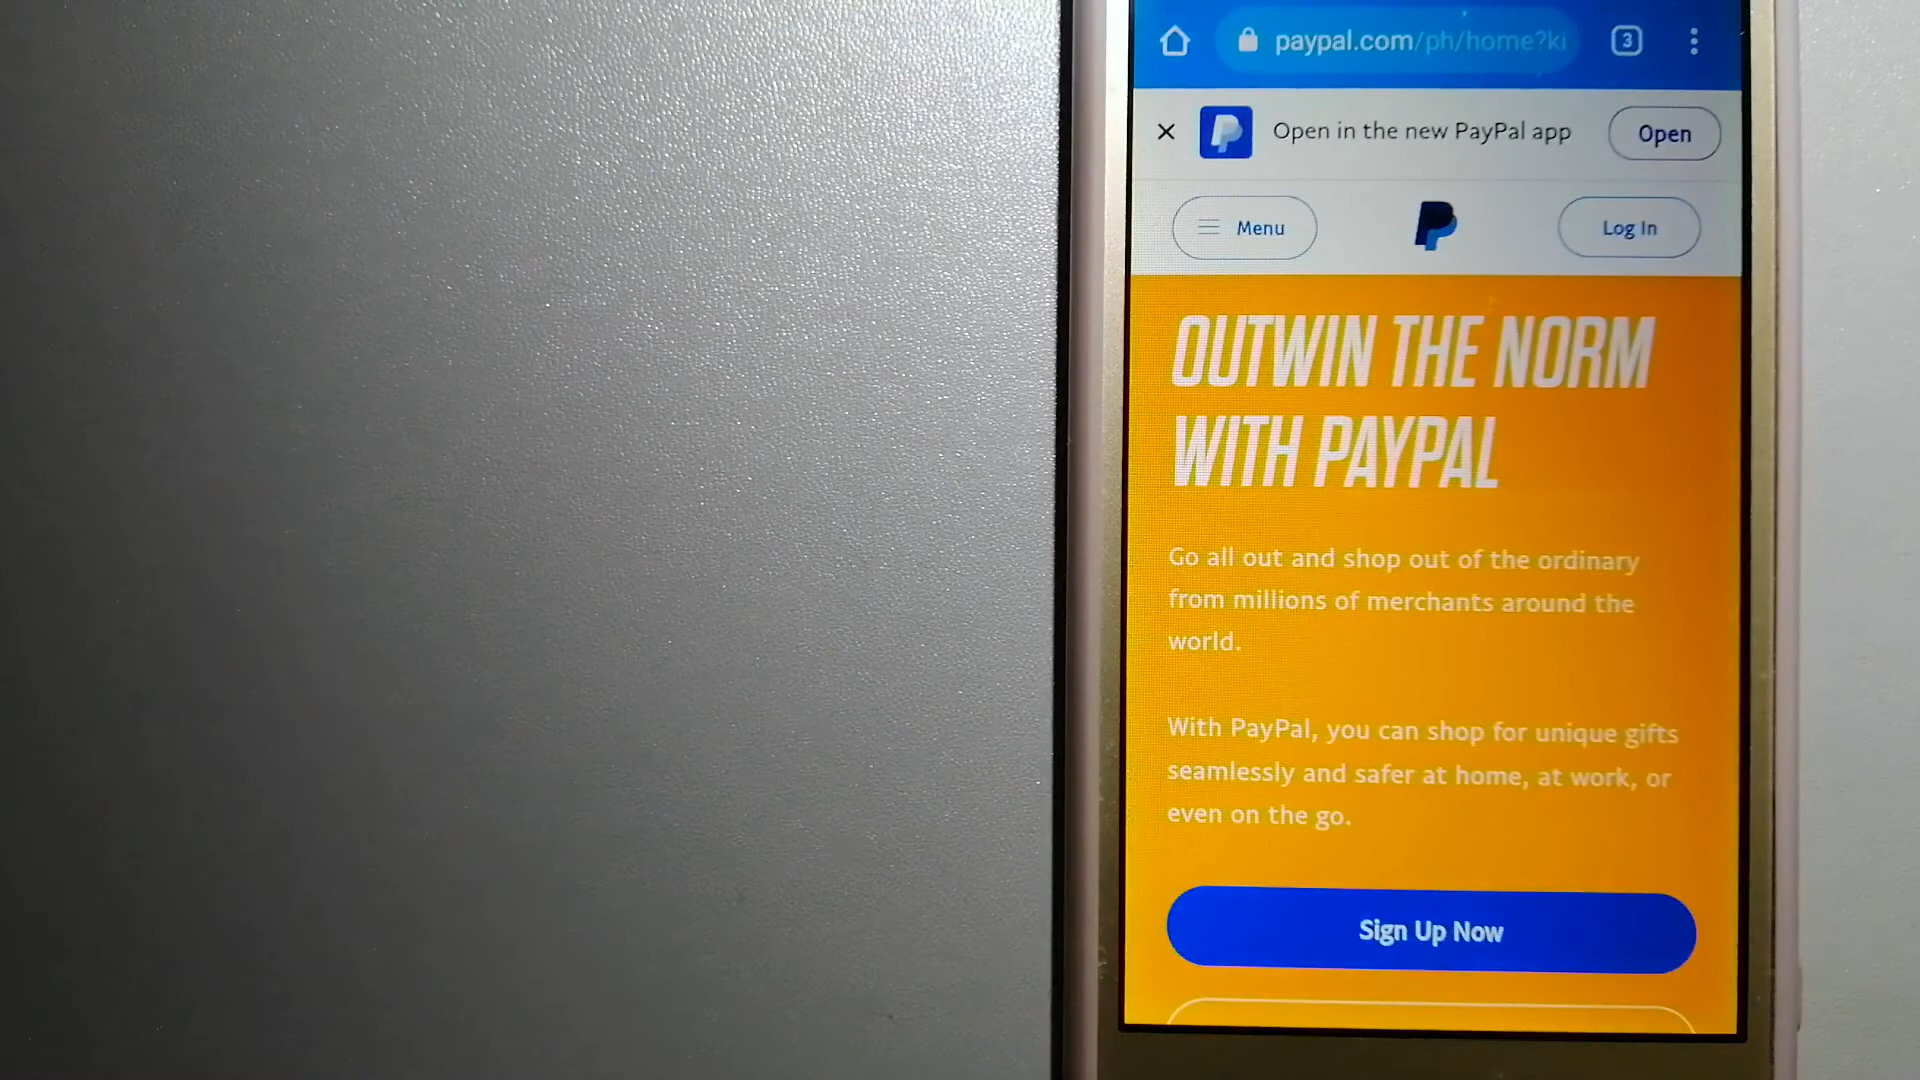 paypal.com/ph/home?ki
3
Open in the new PayPal app
Open
Menu
Log In
OUTWIN THE NORM
WITH PAYPAL
Go all out and shop out of the ordinary
from millions of merchants around the
world.
With PayPal, you can shop for unique gifts
seamlessly and safer at home, at work, or
even on the go.
Sign Up Now